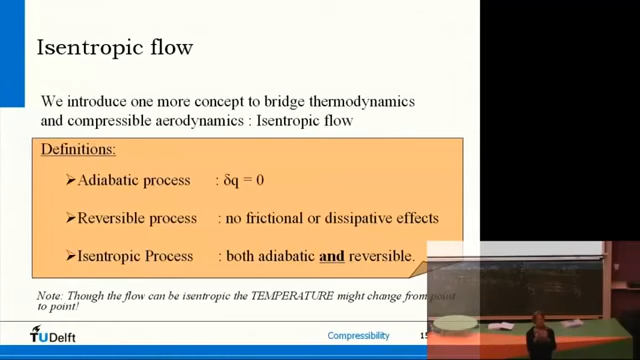 Isentropic flow
We introduce one more concept to bridge thermodynamics
and compressible aerodynamics : Isentropic flow
Definitions:
➢Adiabatic process : δq = 0
➢Reversible process : no frictional or dissipative effects
➢Isentropic Process : both adiabatic and reversible.
Note: Though the flow can be isentropic the TEMPERATURE might change from point
to point!
TUDelft
Compressibility